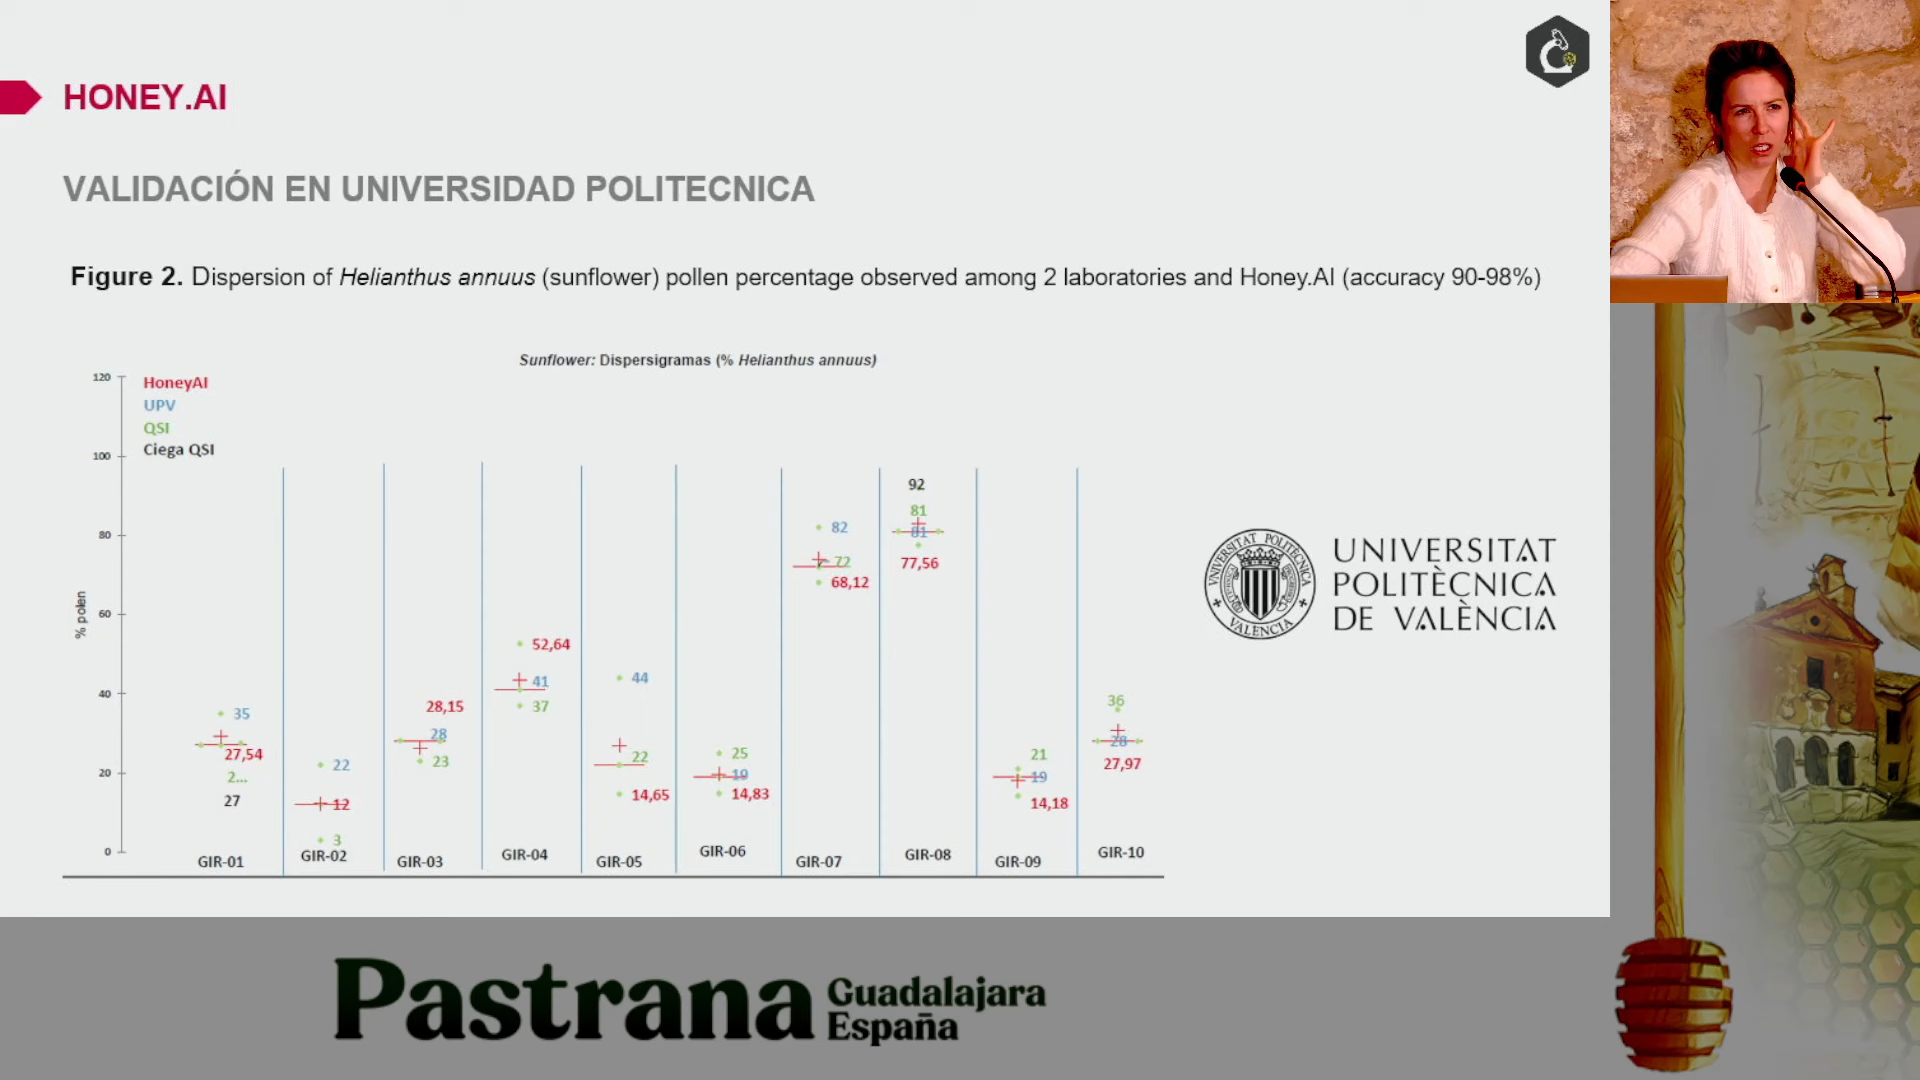 HONEY.AI
VALIDACIÓN EN UNIVERSIDAD POLITECNICA
Figure 2. Dispersion of Helianthus annuus (sunflower) pollen percentage observed among 2 laboratories and Honey.AI (accuracy 90-98%)
Sunflower: Dispersigramas (% Helianthus annuus)
HoneyAI
UPV
QSI
Ciega QSI
% polen
120
100
80
60
40
20
0
35
27,54
2...
27
GIR-01
22
12
3
GIR-02
28,15
28
23
GIR-03
52,64
41
37
GIR-04
44
22
14,65
GIR-05
25
19
14,83
GIR-06
82
72
68,12
GIR-07
92
81
81
77,56
GIR-08
21
19
14,18
GIR-09
36
28
27,97
GIR-10
VNIVERSITAT POLITECNICA
VALENCIA
UNIVERSITAT
POLITÈCNICA
DE VALÈNCIA
Pastrana
Guadalajara
España